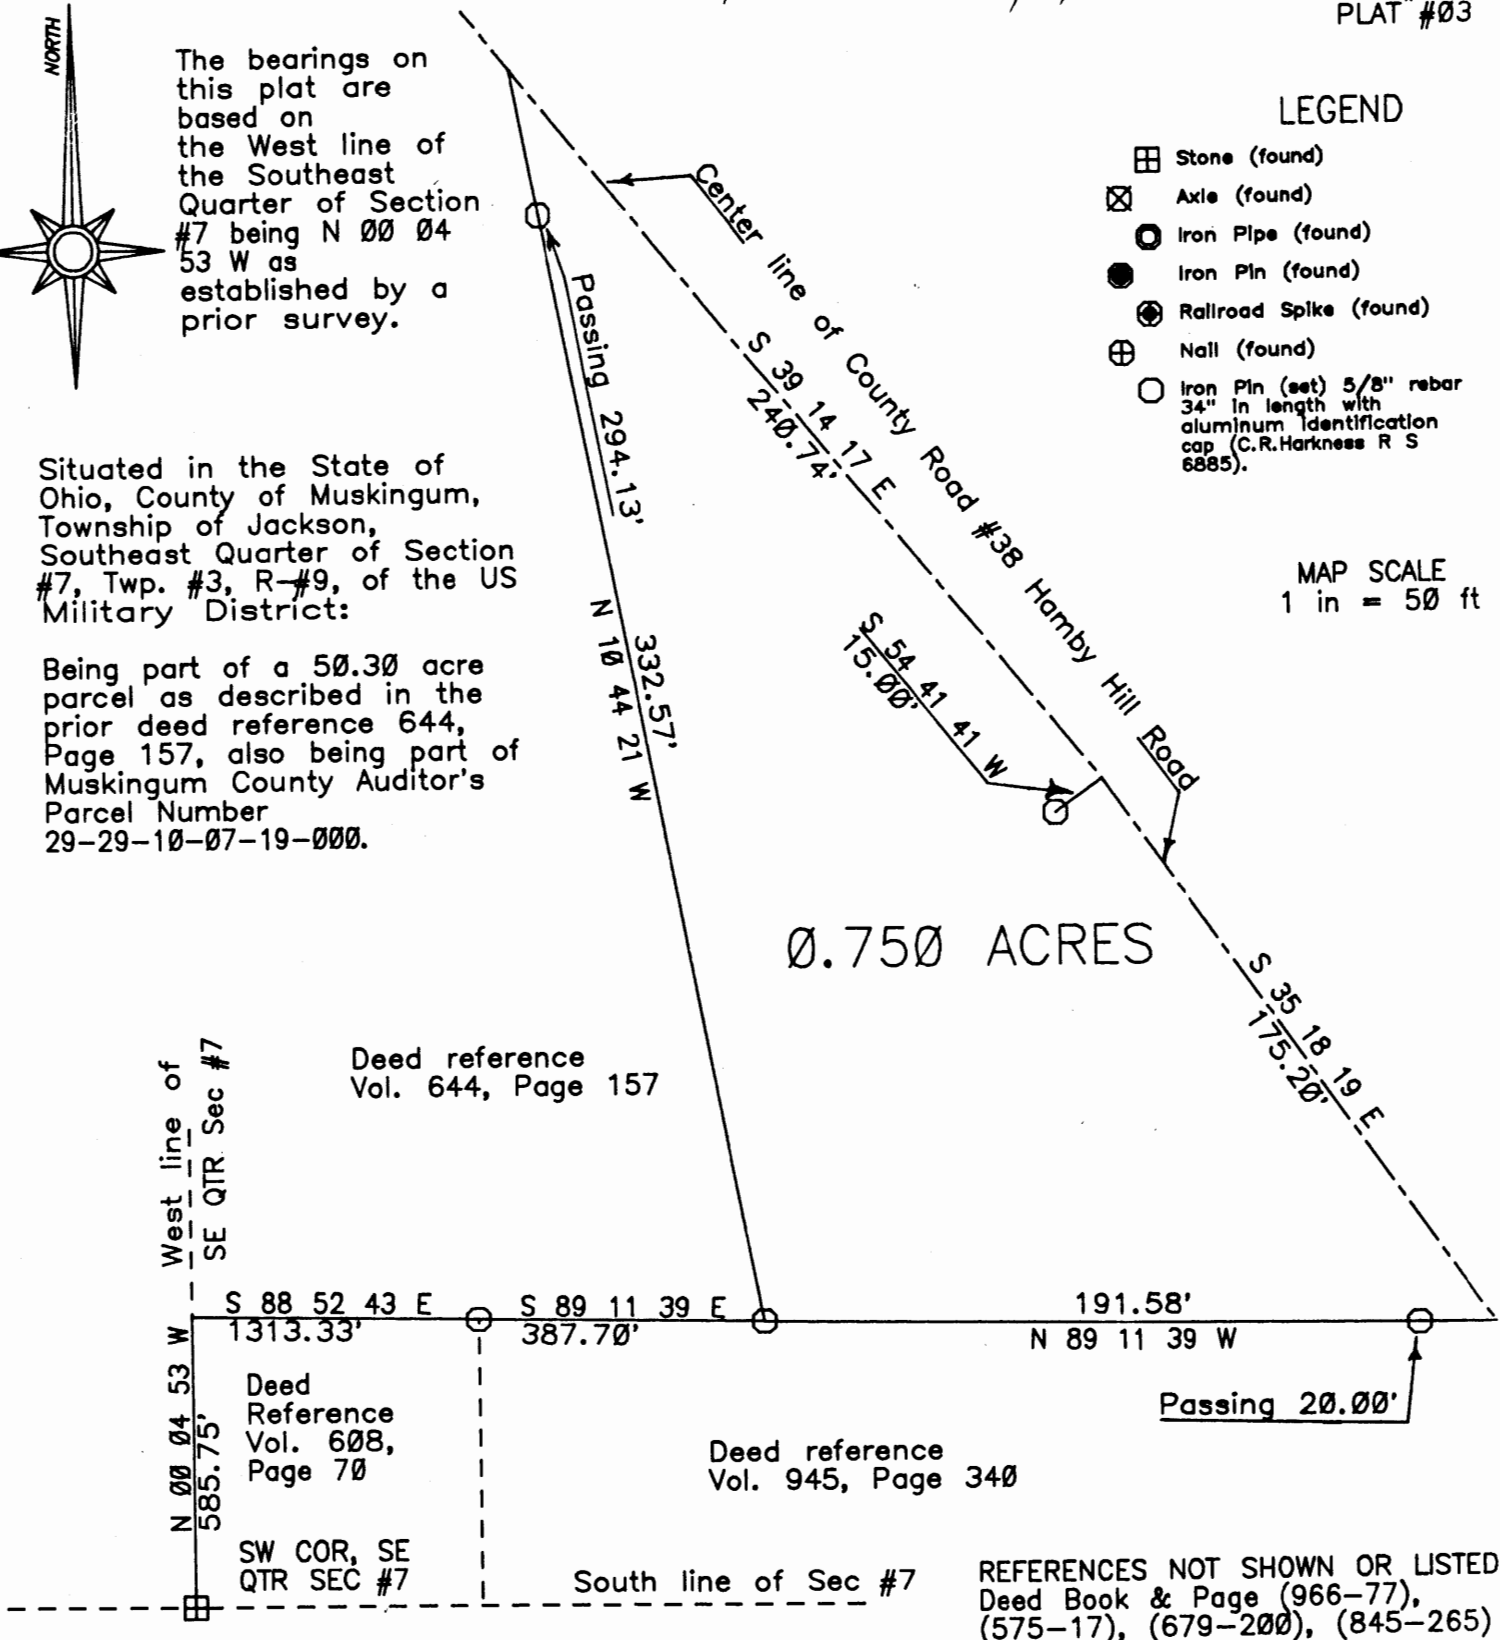 PLAT #03
NORTH
The bearings on
this plat are
based on
the West line of
the Southeast
Quarter of Section
#7 being N 00 04
53 W as
established by a
prior survey.
LEGEND
Stone (found)
Axle (found)
Iron Pipe (found)
Iron Pin (found)
Railroad Spike (found)
Nail (found)
Iron Pin (set) 5/8" rebar
34" in length with
aluminum identification
cap (C.R.Harkness R S
6885).
MAP SCALE
1 in = 50 ft
Situated in the State of
Ohio, County of Muskingum,
Township of Jackson,
Southeast Quarter of Section
#7, Twp. #3, R-#9, of the US
Military District:
Being part of a 50.30 acre
parcel as described in the
prior deed reference 644,
Page 157, also being part of
Muskingum County Auditor's
Parcel Number
29-29-10-07-19-000.
Center line of County Road #38 Hamby Hill Road
S 39 14 17 E
240.74'
Passing 294.13'
332.57'
N 10 44 21 W
S 54 41 41 W
15.00'
0.750 ACRES
S 35 18 19 E
175.20'
Deed reference
Vol. 644, Page 157
West line of
SE QTR Sec #7
S 88 52 43 E
1313.33'
S 89 11 39 E
387.70'
191.58'
N 89 11 39 W
Passing 20.00'
N 00 04 53 W
585.75'
Deed
Reference
Vol. 608,
Page 70
Deed reference
Vol. 945, Page 340
SW COR, SE
QTR SEC #7
South line of Sec #7
REFERENCES NOT SHOWN OR LISTED
Deed Book & Page (966-77),
(575-17), (679-200), (845-265)